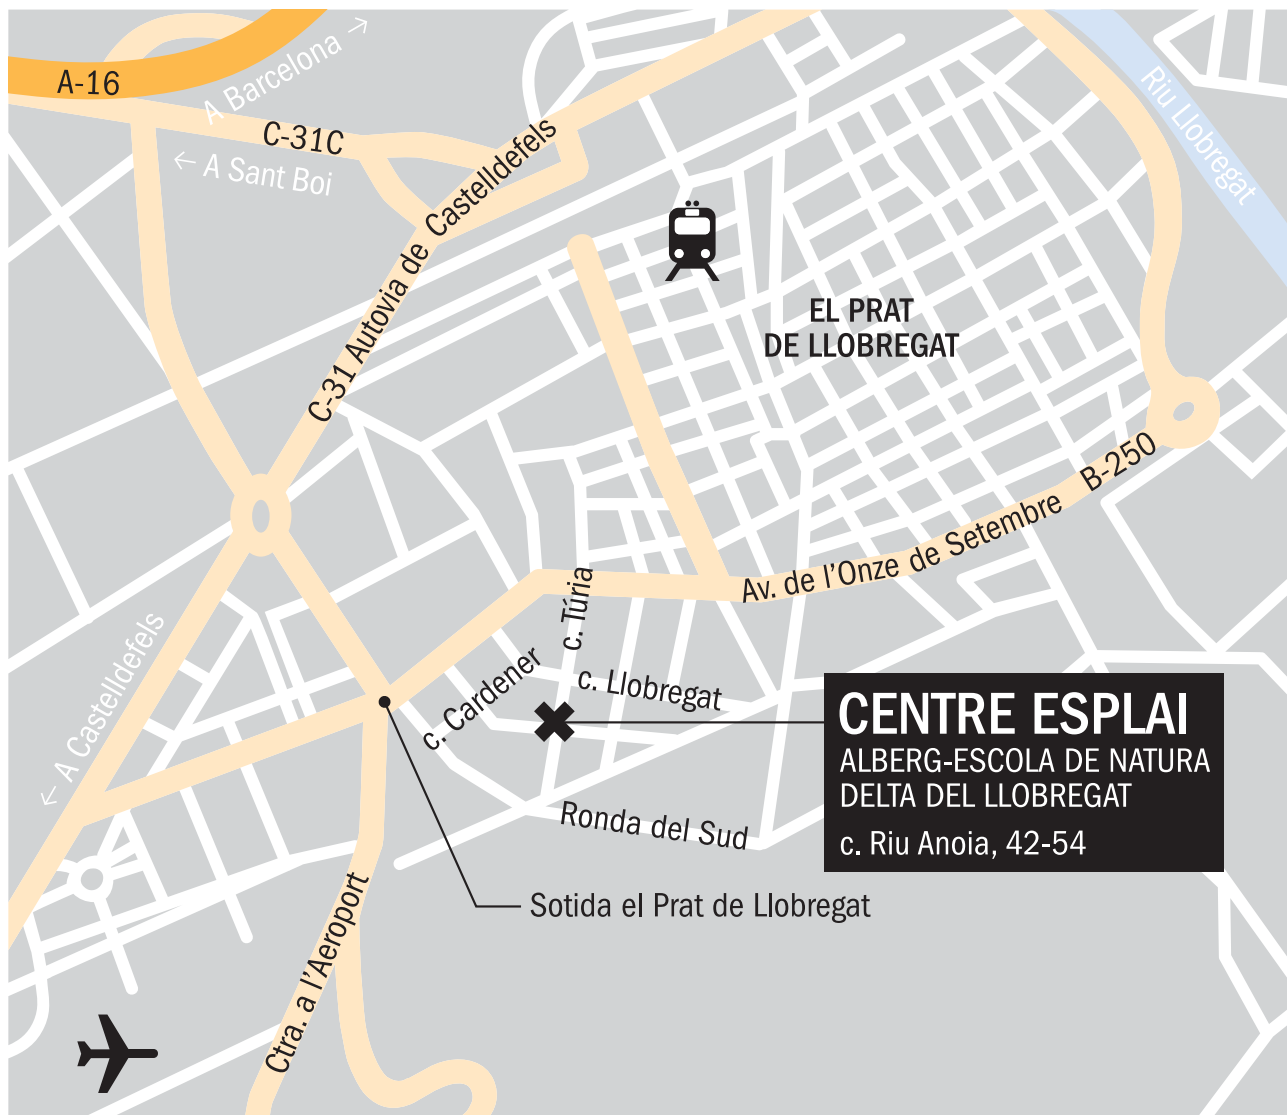 A-16
A Barcelona
C-31C
A Sant Boi
Riu Llobregat
C-31 Autovia de Castelldefels
EL PRAT
DE LLOBREGAT
B-250
Av. de l'Onze de Setembre
c. Túria
c. Llobregat
c. Cardener
A Castelldefels
CENTRE ESPLAI
ALBERG-ESCOLA DE NATURA
DELTA DEL LLOBREGAT
c. Riu Anoia, 42-54
Ronda del Sud
Sotida el Prat de Llobregat
Ctra. a l'Aeroport